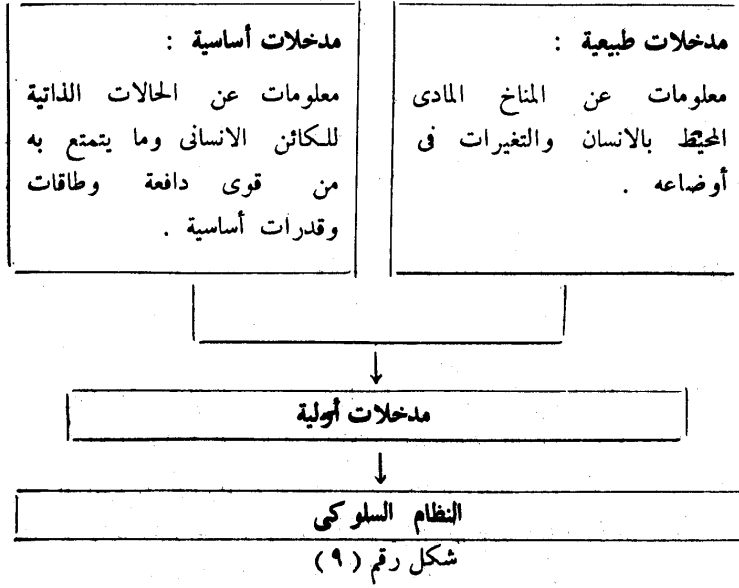 مدخلات طبيعية :
معلومات عن المناخ المادى
المحيط بالانسان والتغيرات فى
أوضاعه .
مدخلات أساسية :
معلومات عن الحالات الذاتية
للكائن الانسانى وما يتمتع به
من قوى دافعة وطاقات
وقدرات أساسية .
مدخلات أولية
النظام السلوكى
شكل رقم ( ٩ )